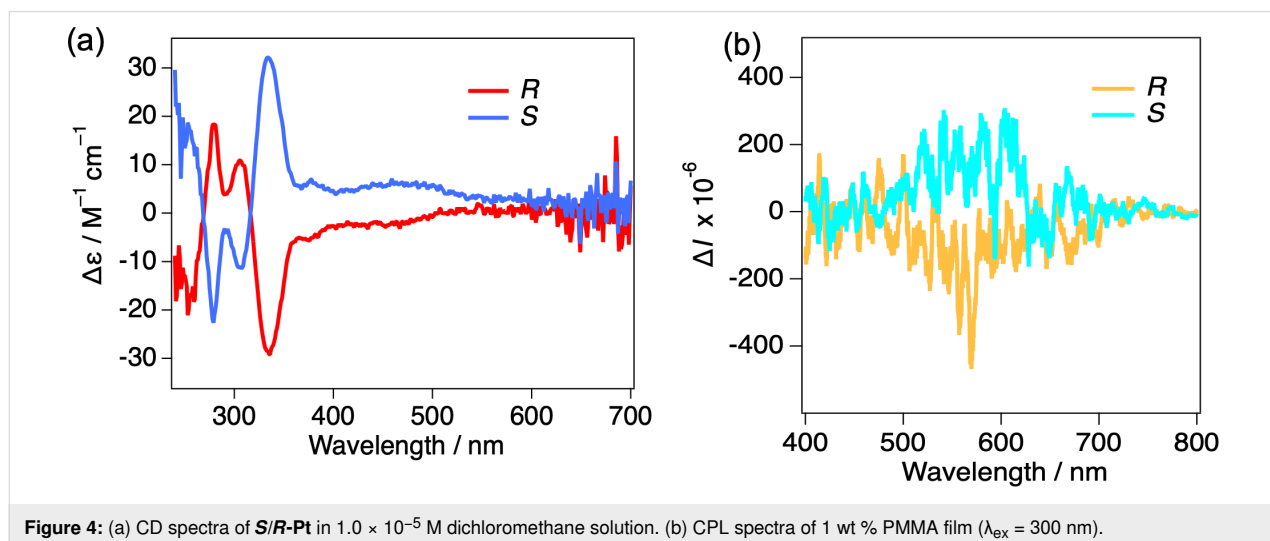 (a)
R
S
30
20
10
0
-10
-20
-30
Δε / M⁻¹ cm⁻¹
300 400 500 600 700
Wavelength / nm
(b)
R
S
400
200
0
-200
-400
ΔI x 10⁻⁶
400 500 600 700 800
Wavelength / nm
Figure 4: (a) CD spectra of S/R-Pt in 1.0 × 10⁻⁵ M dichloromethane solution. (b) CPL spectra of 1 wt % PMMA film (λex = 300 nm).